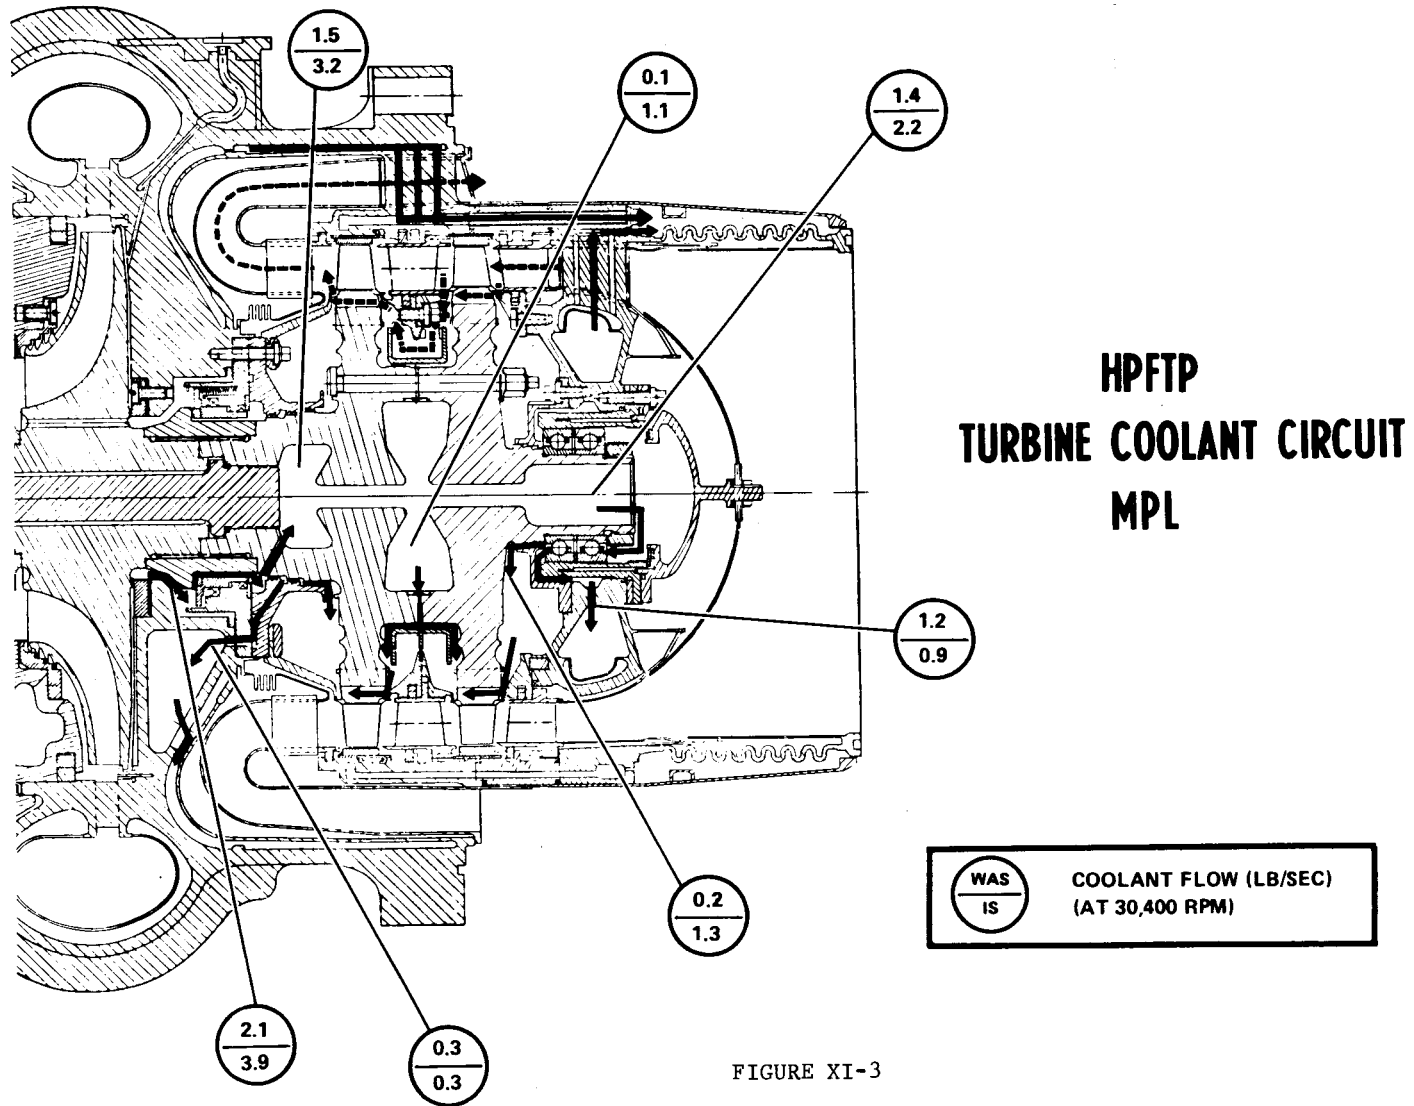 1.5
3.2
0.1
1.1
1.4
2.2
HPFTP
TURBINE COOLANT CIRCUIT
MPL
1.2
0.9
0.2
1.3
WAS
IS
COOLANT FLOW (LB/SEC)
(AT 30,400 RPM)
2.1
3.9
0.3
0.3
FIGURE XI-3